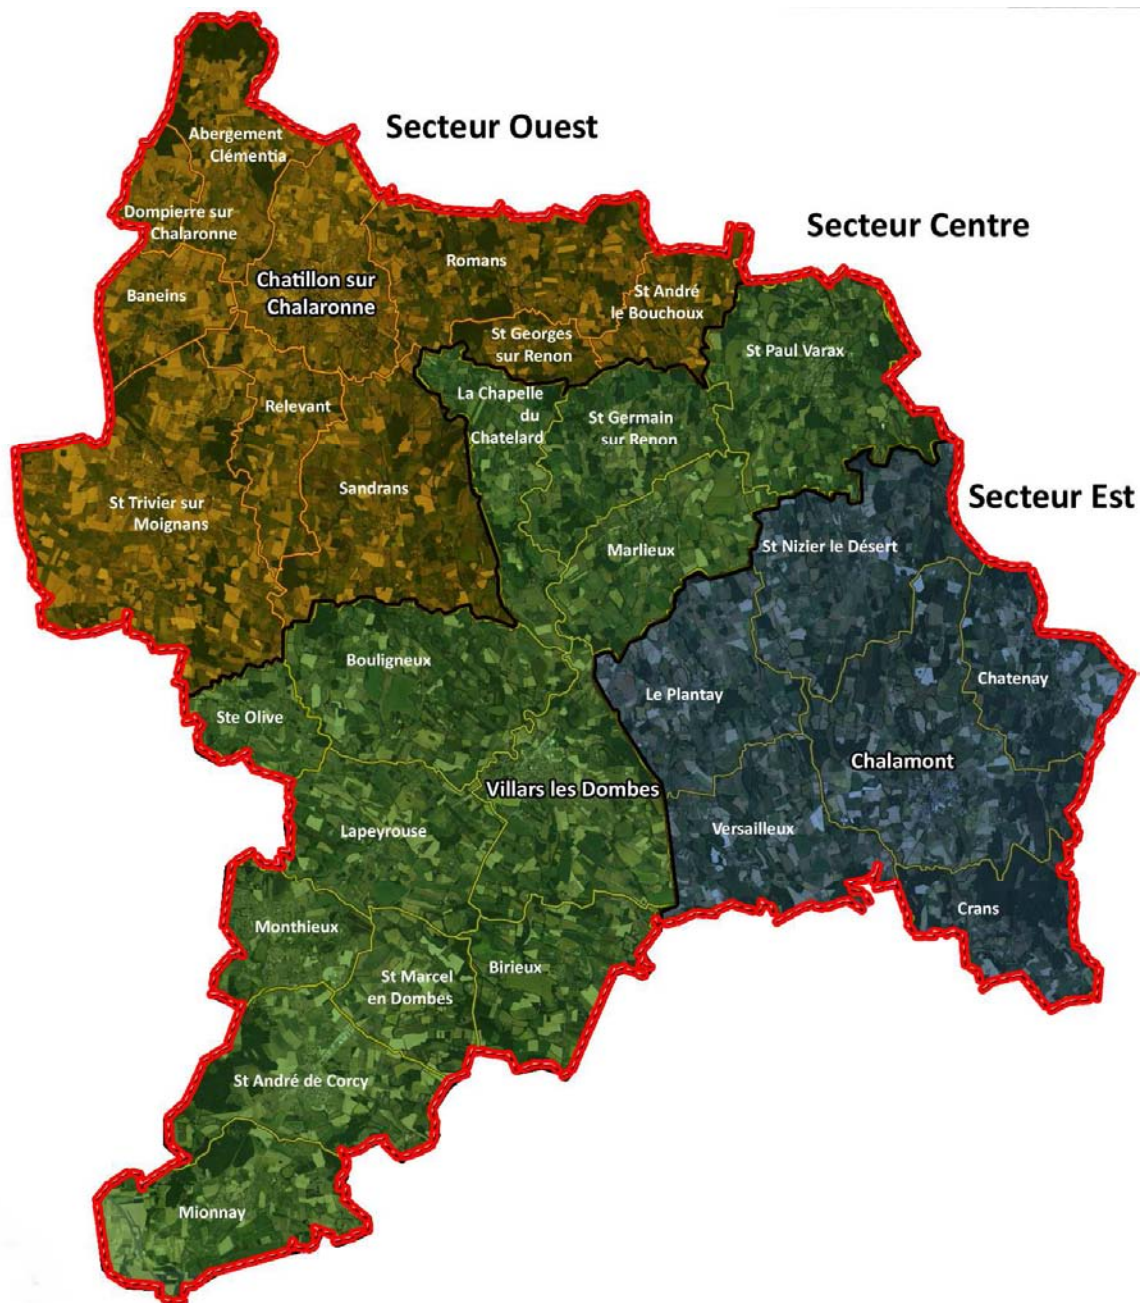 Secteur Ouest
Abergement
Clémentia
Dompierre sur
Chalaronne
Secteur Centre
Romans
Chatillon sur
Chalaronne
Baneins
St André
le Bouchoux
St Georges
sur Renon
St Paul Varax
La Chapelle
du
Chatelard
Relevant
St Germain
sur Renon
Sandrans
St Trivier sur
Moignans
Secteur Est
Marlieux
St Nizier le Désert
Bouligneux
Le Plantay
Chatenay
Ste Olive
Chalamont
Villars les Dombes
Lapeyrouse
Versailleux
Crans
Monthieux
St Marcel
en Dombes
Birieux
St André de Corcy
Mionnay